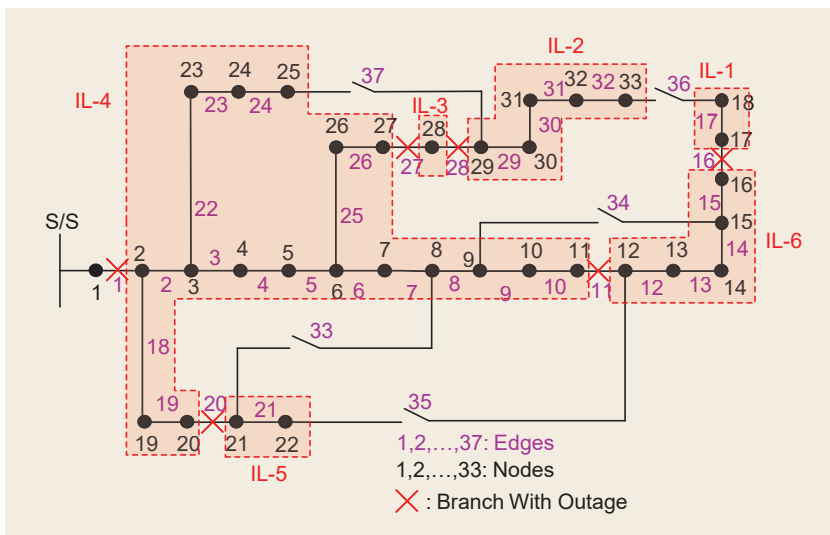 IL-2
37
IL-1
36
23 24 25
31 31 32 32 33
18
IL-4
23 24
IL-3
17
26 27 28
30
17
26 27 28 29 29 30
16
16
22
25
34
15
15
S/S
IL-6
2 3 4 5 7 8 9 10 11 12 13
14
1 1 2 3 4 5 6 6 7 8 9 10 11 12 13 14
18
33
19
20
21
35
19 20 21 22
1,2,...,37: Edges
IL-5
1,2,...,33: Nodes
: Branch With Outage